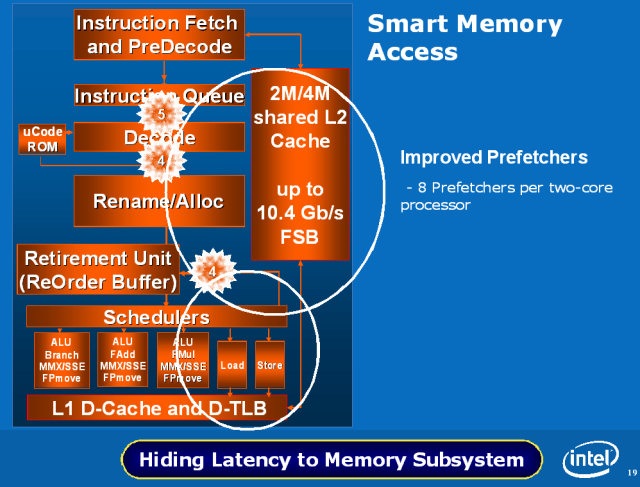 Smart Memory
Access
Instruction Fetch
and PreDecode
Instruction Queue
5
Decode
uCode
ROM
4
Rename/Alloc
2M/4M
shared L2
Cache
up to
10.4 Gb/s
FSB
Improved Prefetchers
- 8 Prefetchers per two-core
processor
Retirement Unit
(ReOrder Buffer)
4
Schedulers
ALU
Branch
MMX/SSE
FPmove
ALU
FAdd
MMX/SSE
FPmove
ALU
FMul
MMX/SSE
FPmove
Load
Store
L1 D-Cache and D-TLB
Hiding Latency to Memory Subsystem
intel
19